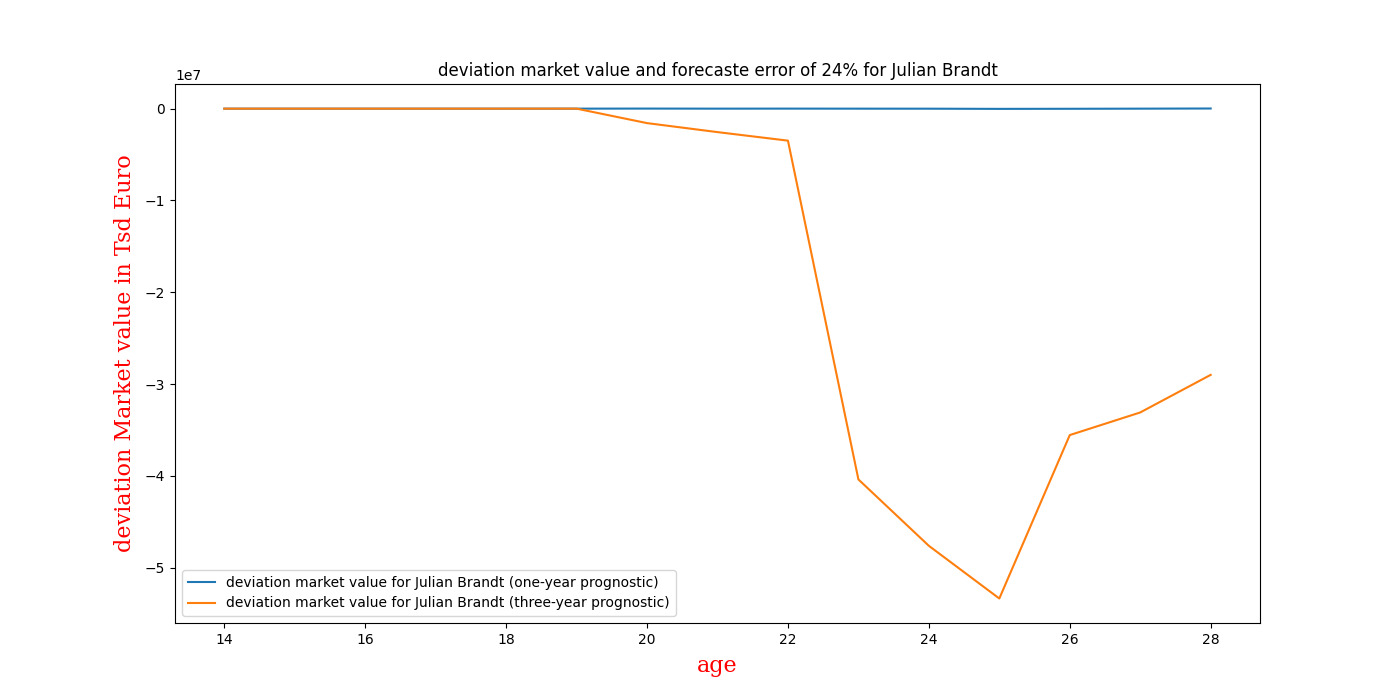 deviation market value and forecaste error of 24% for Julian Brandt
1e7
0
−1
−2
−3
−4
−5
deviation Market value in Tsd Euro
deviation market value for Julian Brandt (one-year prognostic)
deviation market value for Julian Brandt (three-year prognostic)
14 16 18 20 22 24 26 28
age